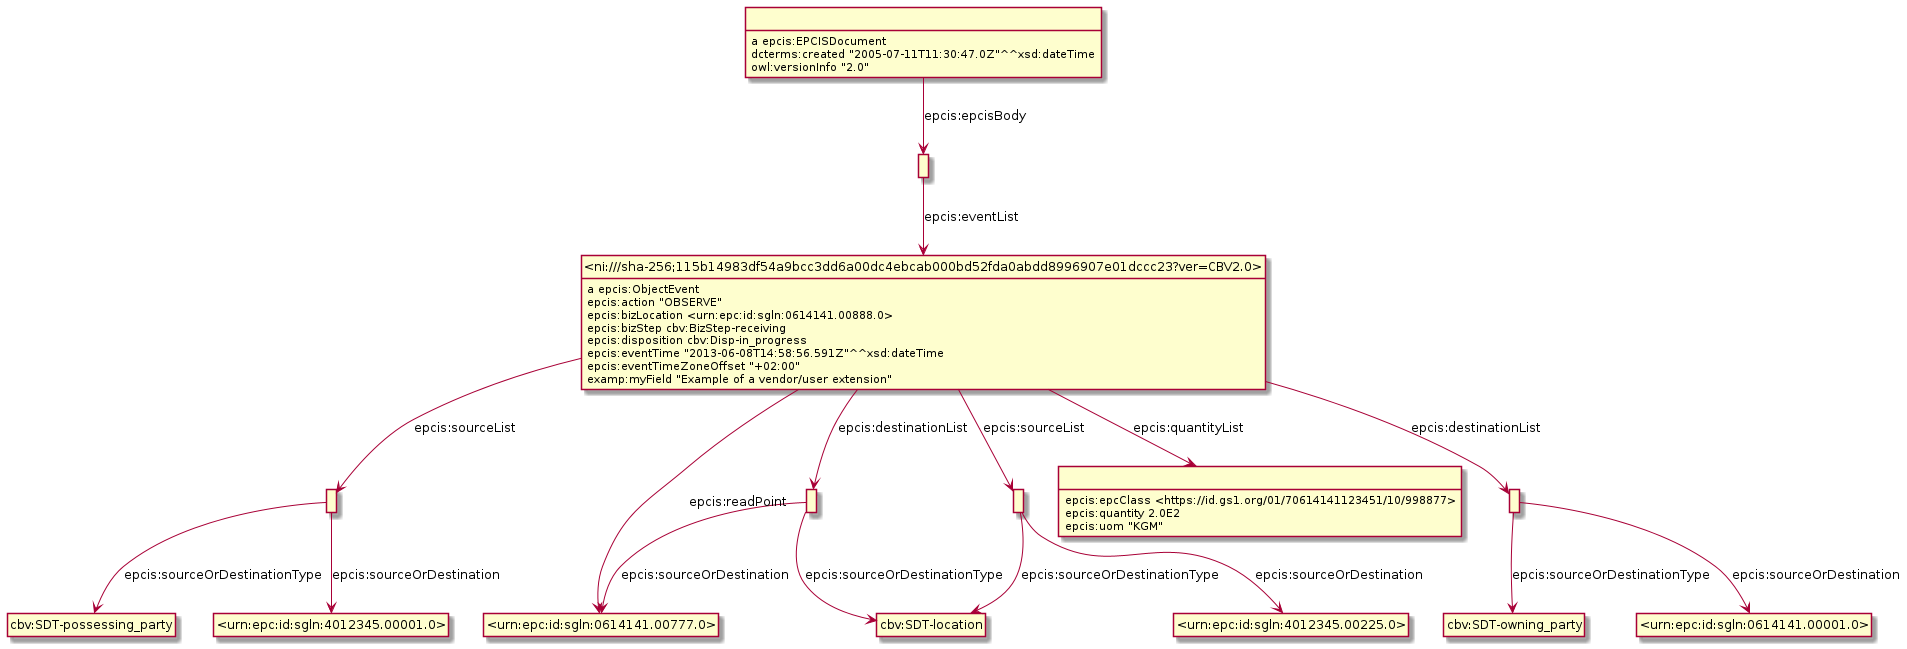 a epcis:EPCISDocument
dcterms:created "2005-07-11T11:30:47.0Z"^^xsd:dateTime
owl:versionInfo "2.0"
epcis:epcisBody
epcis:eventList
<ni:///sha-256;115b14983df54a9bcc3dd6a00dc4ebcab000bd52fda0abdd8996907e01dccc23?ver=CBV2.0>
a epcis:ObjectEvent
epcis:action "OBSERVE"
epcis:bizLocation <urn:epc:id:sgln:0614141.00888.0>
epcis:bizStep cbv:BizStep-receiving
epcis:disposition cbv:Disp-in_progress
epcis:eventTime "2013-06-08T14:58:56.591Z"^^xsd:dateTime
epcis:eventTimeZoneOffset "+02:00"
examp:myField "Example of a vendor/user extension"
epcis:sourceList
epcis:destinationList
epcis:sourceList
epcis:quantityList
epcis:destinationList
epcis:readPoint
epcis:epcClass <https://id.gs1.org/01/70614141123451/10/998877>
epcis:quantity 2.0E2
epcis:uom "KGM"
epcis:sourceOrDestinationType
epcis:sourceOrDestination
epcis:sourceOrDestination
epcis:sourceOrDestinationType
epcis:sourceOrDestinationType
epcis:sourceOrDestination
epcis:sourceOrDestinationType
epcis:sourceOrDestination
cbv:SDT-possessing_party
<urn:epc:id:sgln:4012345.00001.0>
<urn:epc:id:sgln:0614141.00777.0>
cbv:SDT-location
<urn:epc:id:sgln:4012345.00225.0>
cbv:SDT-owning_party
<urn:epc:id:sgln:0614141.00001.0>